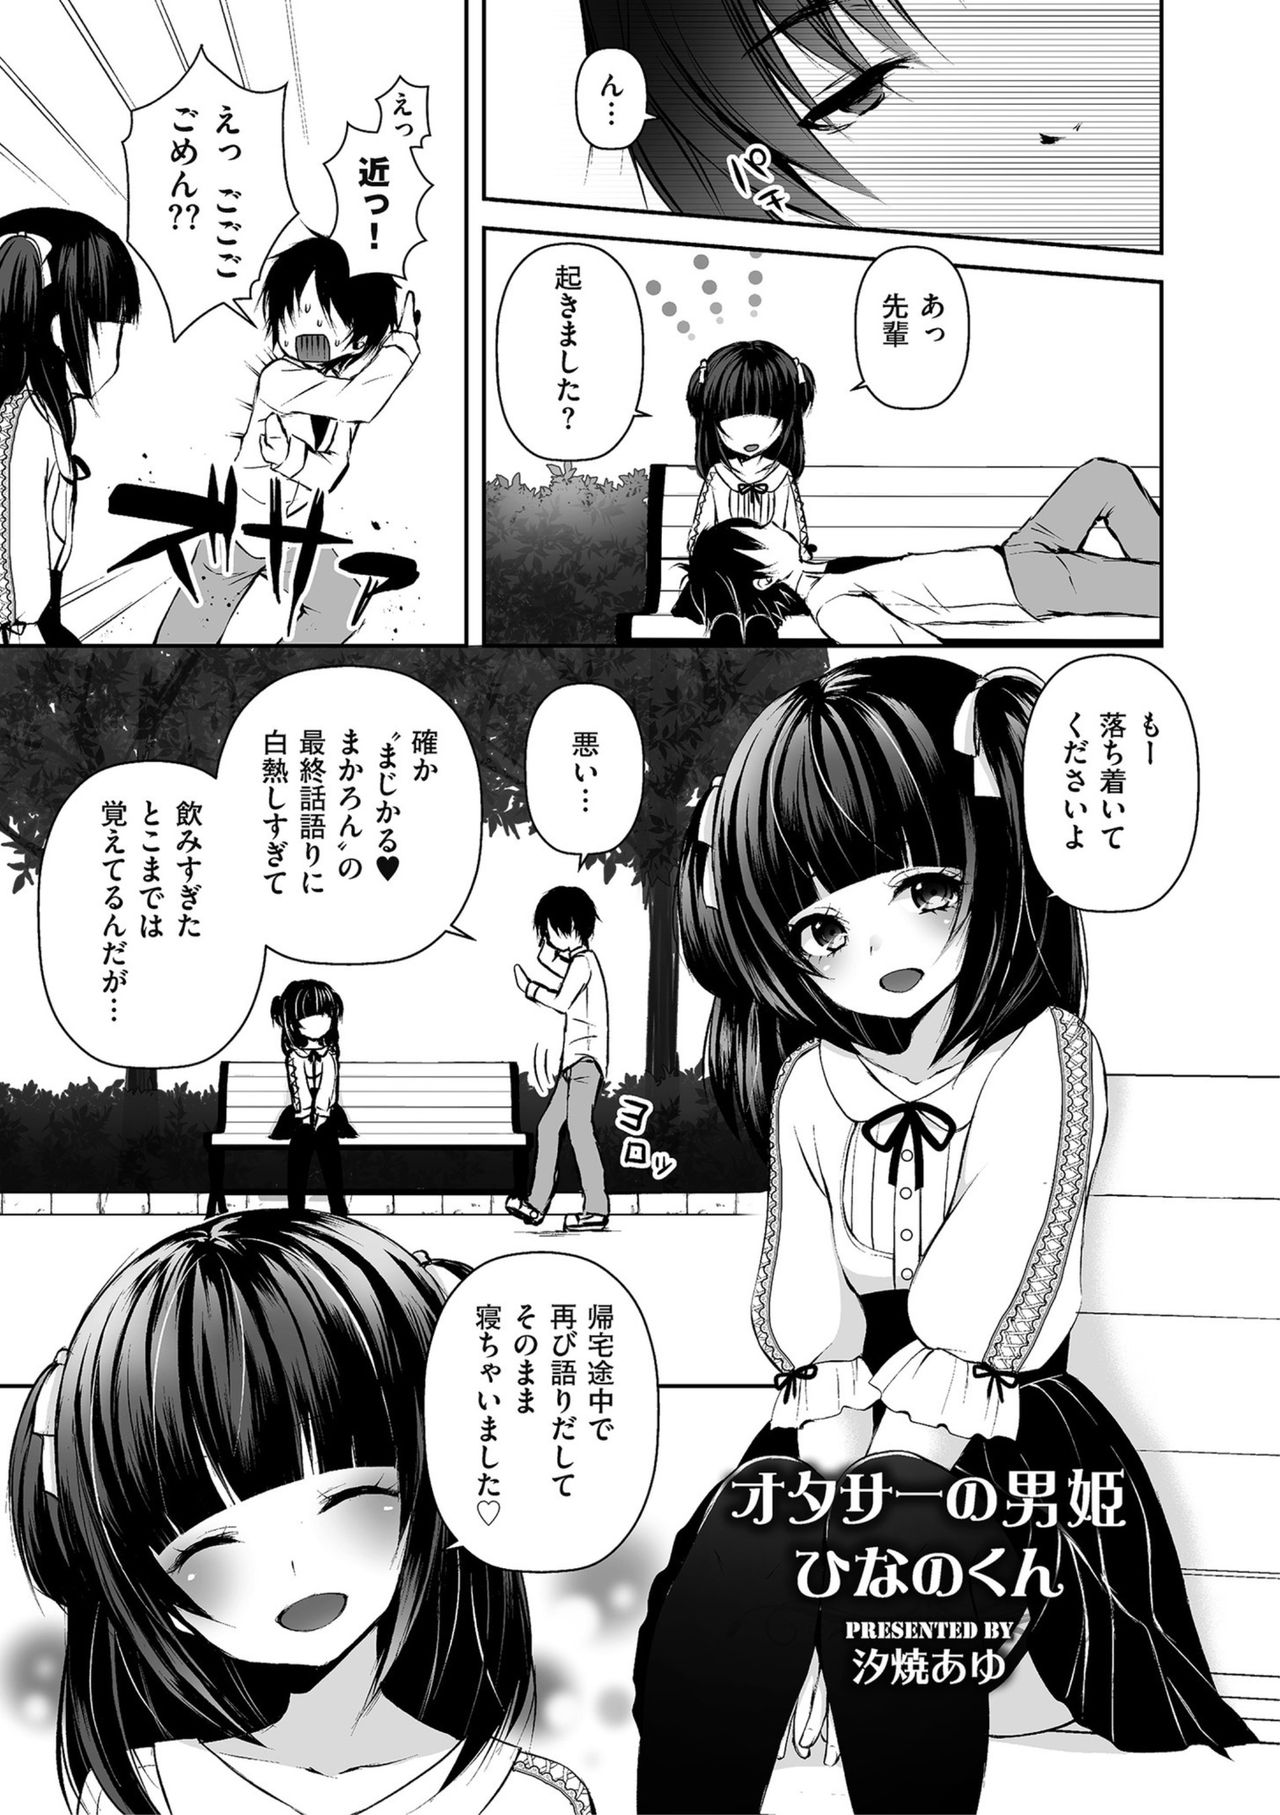 ん…
パチ
あっ
先輩
起きました？
えっ
近っ！
えっ ごごご
ごめん？？
ズサッ
もー
落ち着いて
くださいよ
悪い…
確か
〝まじかる♥
まかろん〟の
最終話語りに
白熱しすぎて
飲みすぎた
とこまでは
覚えてるんだが…
ヨロッ
帰宅途中で
再び語りだして
そのまま
寝ちゃいました♡
オタサーの男姫
ひなのくん
PRESENTED BY
汐焼あゆ